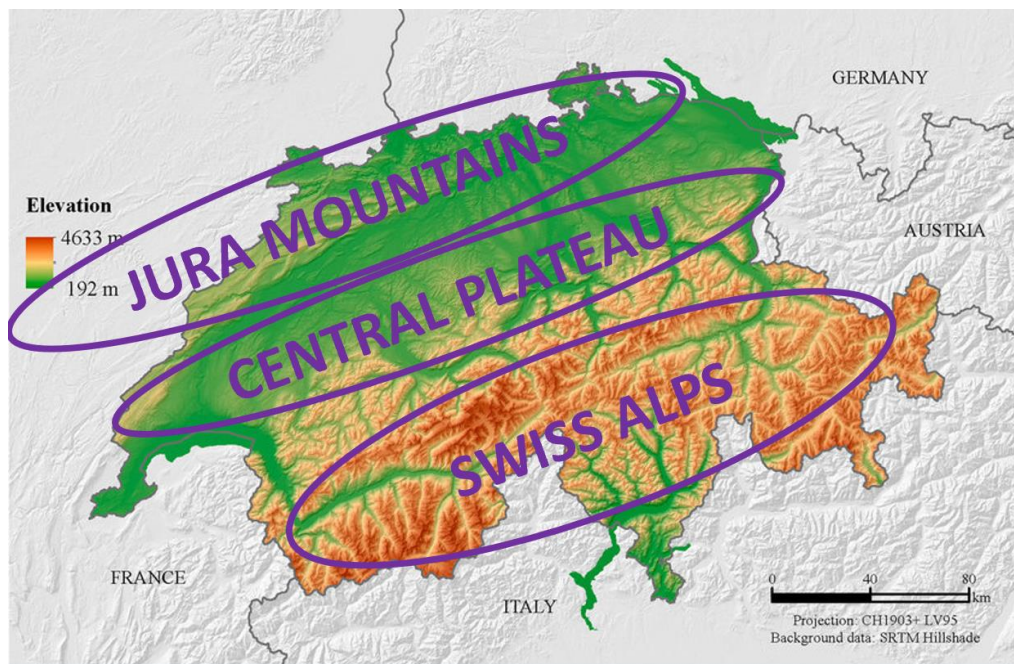 GERMANY
JURA MOUNTAINS
Elevation
4633 m
192 m
AUSTRIA
CENTRAL PLATEAU
SWISS ALPS
FRANCE
ITALY
0 40 80
km
Projection: CH1903+ LV95
Background data: SRTM Hillshade